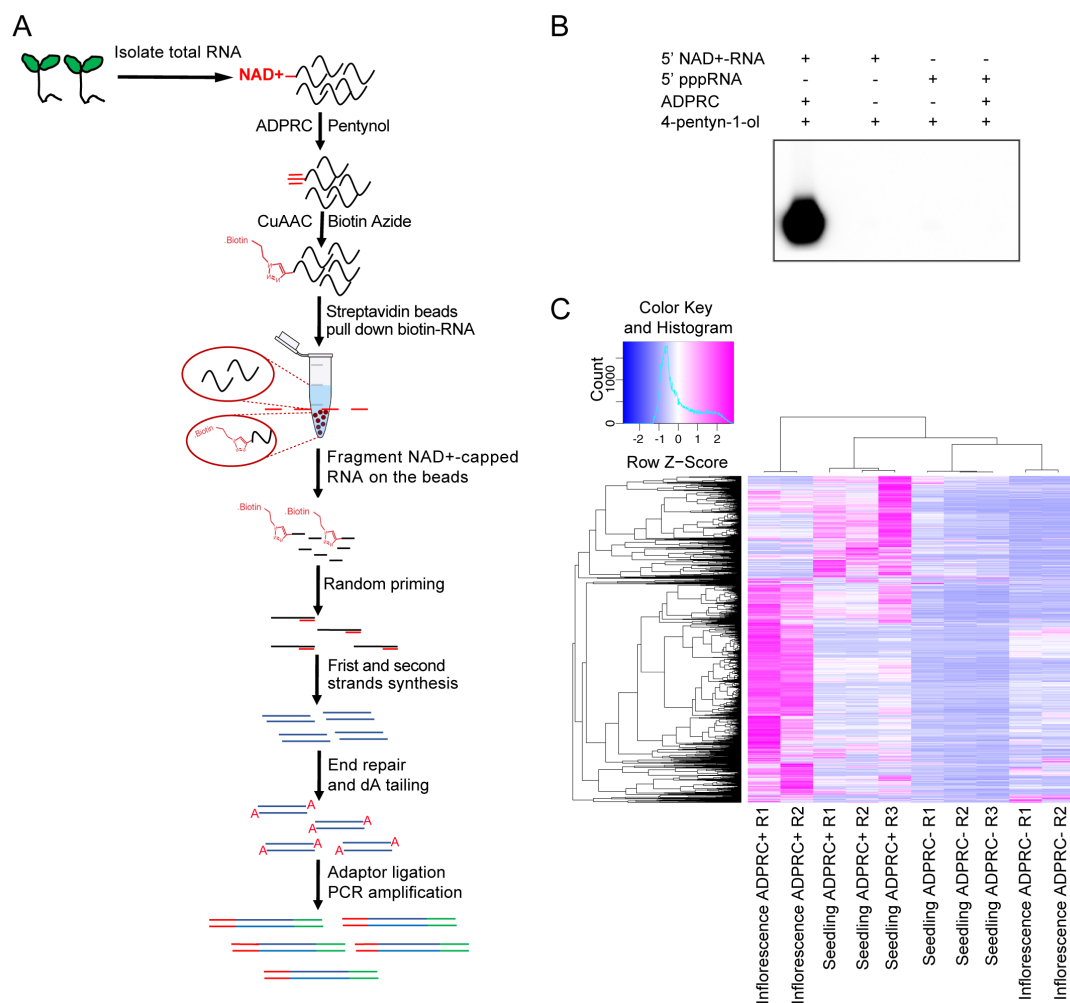 A
Isolate total RNA
NAD+
ADPRC Pentynol
CuAAC Biotin Azide
.Biotin
N
N=N
Streptavidin beads
pull down biotin-RNA
.Biotin
N
N=N
Fragment NAD+-capped
RNA on the beads
.Biotin .Biotin
N N
N=N N=N
Random priming
Frist and second
strands synthesis
End repair
and dA tailing
A A
A A
A A A A
Adaptor ligation
PCR amplification
B
5' NAD+-RNA + + - -
5' pppRNA - - + +
ADPRC + - - +
4-pentyn-1-ol + + + +
C
Color Key
and Histogram
Count
0 1000
-2 -1 0 1 2
Row Z−Score
Inflorescence ADPRC+ R1
Inflorescence ADPRC+ R2
Seedling ADPRC+ R1
Seedling ADPRC+ R2
Seedling ADPRC+ R3
Seedling ADPRC- R1
Seedling ADPRC- R2
Seedling ADPRC- R3
Inflorescence ADPRC- R1
Inflorescence ADPRC- R2